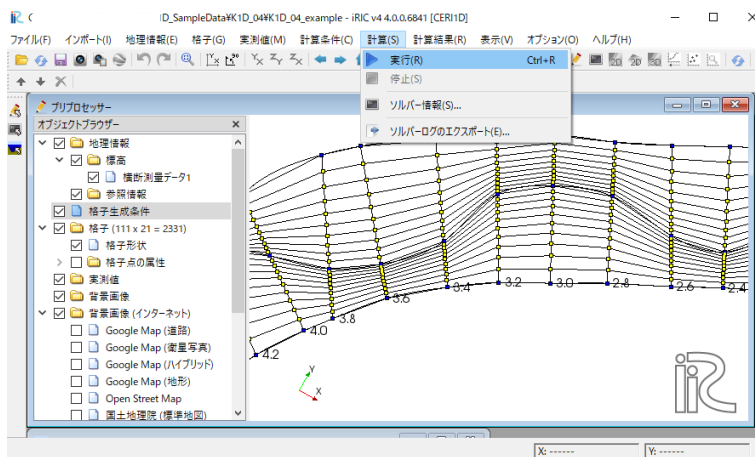 iRIC ( ID_SampleData¥K1D_04¥K1D_04_example - iRIC v4 4.0.0.6841 [CERI1D]
ファイル(F) インポート(I) 地理情報(E) 格子(G) 実測値(M) 計算条件(C) 計算(S) 計算結果(R) 表示(V) オプション(O) ヘルプ(H)
実行(R) Ctrl+R
停止(S)
ソルバー情報(S)...
ソルバーログのエクスポート(E)...
プリプロセッサー
オブジェクトブラウザー
地理情報
標高
横断測量データ1
参照情報
格子生成条件
格子 (111 x 21 = 2331)
格子形状
格子点の属性
実測値
背景画像
背景画像 (インターネット)
Google Map (道路)
Google Map (衛星写真)
Google Map (ハイブリッド)
Google Map (地形)
Open Street Map
国土地理院 (標準地図)
4.2
4.0
3.8
3.6
3.4
3.2
3.0
2.8
2.6
2.4
Y
X
iRIC
X: ------
Y: ------